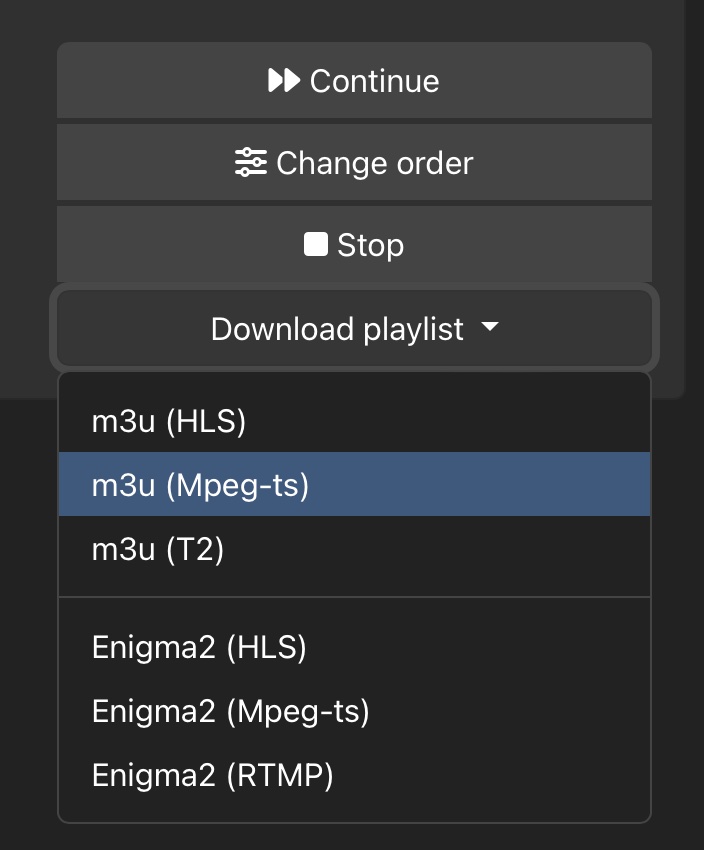 Continue
Change order
Stop
Download playlist
m3u (HLS)
m3u (Mpeg-ts)
m3u (T2)
Enigma2 (HLS)
Enigma2 (Mpeg-ts)
Enigma2 (RTMP)